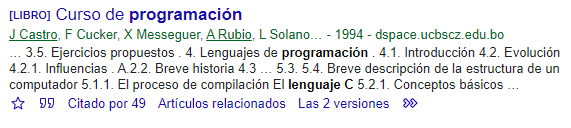 [LIBRO] Curso de programación
J Castro, F Cucker, X Messeguer, A Rubio, L Solano… - 1994 - dspace.ucbscz.edu.bo
… 3.5. Ejercicios propuestos . 4. Lenguajes de programación . 4.1. Introducción 4.2. Evolución
4.2.1. Influencias . A.2.2. Breve historia 4.3 … 5.3. 5.4. Breve descripción de la estructura de un
computador 5.1.1. El proceso de compilación El lenguaje C 5.2.1. Conceptos básicos …
Citado por 49 Artículos relacionados Las 2 versiones